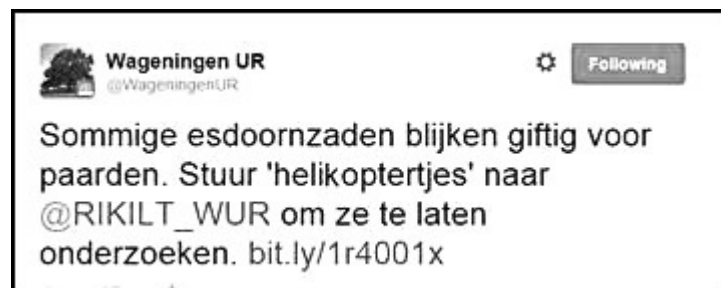 Wageningen UR
@WageningenUR
Following
Sommige esdoornzaden blijken giftig voor
paarden. Stuur 'helikoptertjes' naar
@RIKILT_WUR om ze te laten
onderzoeken. bit.ly/1r4001x